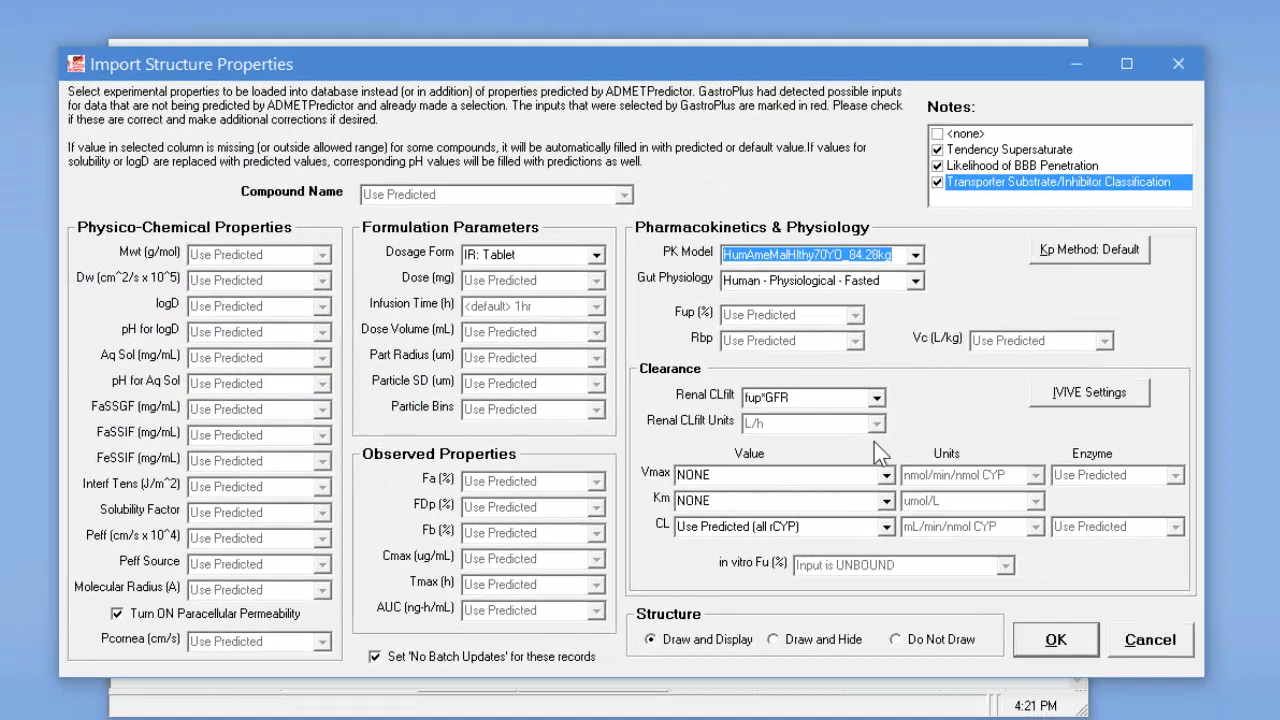 Import Structure Properties
Select experimental properties to be loaded into database instead (or in addition) of properties predicted by ADMETPredictor. GastroPlus had detected possible inputs
for data that are not being predicted by ADMETPredictor and already made a selection. The inputs that were selected by GastroPlus are marked in red. Please check
if these are correct and make additional corrections if desired.
If value in selected column is missing (or outside allowed range) for some compounds, it will be automatically filled in with predicted or default value.If values for
solubility or logD are replaced with predicted values, corresponding pH values will be filled with predictions as well.
Notes:
<none>
Tendency Supersaturate
Likelihood of BBB Penetration
Transporter Substrate/Inhibitor Classification
Compound Name Use Predicted
Physico-Chemical Properties
Mwt (g/mol) Use Predicted
Dw (cm^2/s x 10^5) Use Predicted
logD Use Predicted
pH for logD Use Predicted
Aq Sol (mg/mL) Use Predicted
pH for Aq Sol Use Predicted
FaSSGF (mg/mL) Use Predicted
FaSSIF (mg/mL) Use Predicted
FeSSIF (mg/mL) Use Predicted
Interf Tens (J/m^2) Use Predicted
Solubility Factor Use Predicted
Peff (cm/s x 10^4) Use Predicted
Peff Source Use Predicted
Molecular Radius (A) Use Predicted
Turn ON Paracellular Permeability
Pcornea (cm/s) Use Predicted
Formulation Parameters
Dosage Form IR: Tablet
Dose (mg) Use Predicted
Infusion Time (h) <default> 1hr
Dose Volume (mL) Use Predicted
Part Radius (um) Use Predicted
Particle SD (um) Use Predicted
Particle Bins Use Predicted
Observed Properties
Fa (%) Use Predicted
FDp (%) Use Predicted
Fb (%) Use Predicted
Cmax (ug/mL) Use Predicted
Tmax (h) Use Predicted
AUC (ng-h/mL) Use Predicted
Set 'No Batch Updates' for these records
Pharmacokinetics & Physiology
PK Model HumAmeMalHlthy70YO_84.28kg
Kp Method: Default
Gut Physiology Human - Physiological - Fasted
Fup (%) Use Predicted
Rbp Use Predicted
Vc (L/kg) Use Predicted
Clearance
Renal CLfilt fup*GFR
IVIVE Settings
Renal CLfilt Units L/h
Value Units Enzyme
Vmax NONE nmol/min/nmol CYP Use Predicted
Km NONE umol/L
CL Use Predicted (all rCYP) mL/min/nmol CYP Use Predicted
in vitro Fu (%) Input is UNBOUND
Structure
Draw and Display Draw and Hide Do Not Draw
OK Cancel
4:21 PM